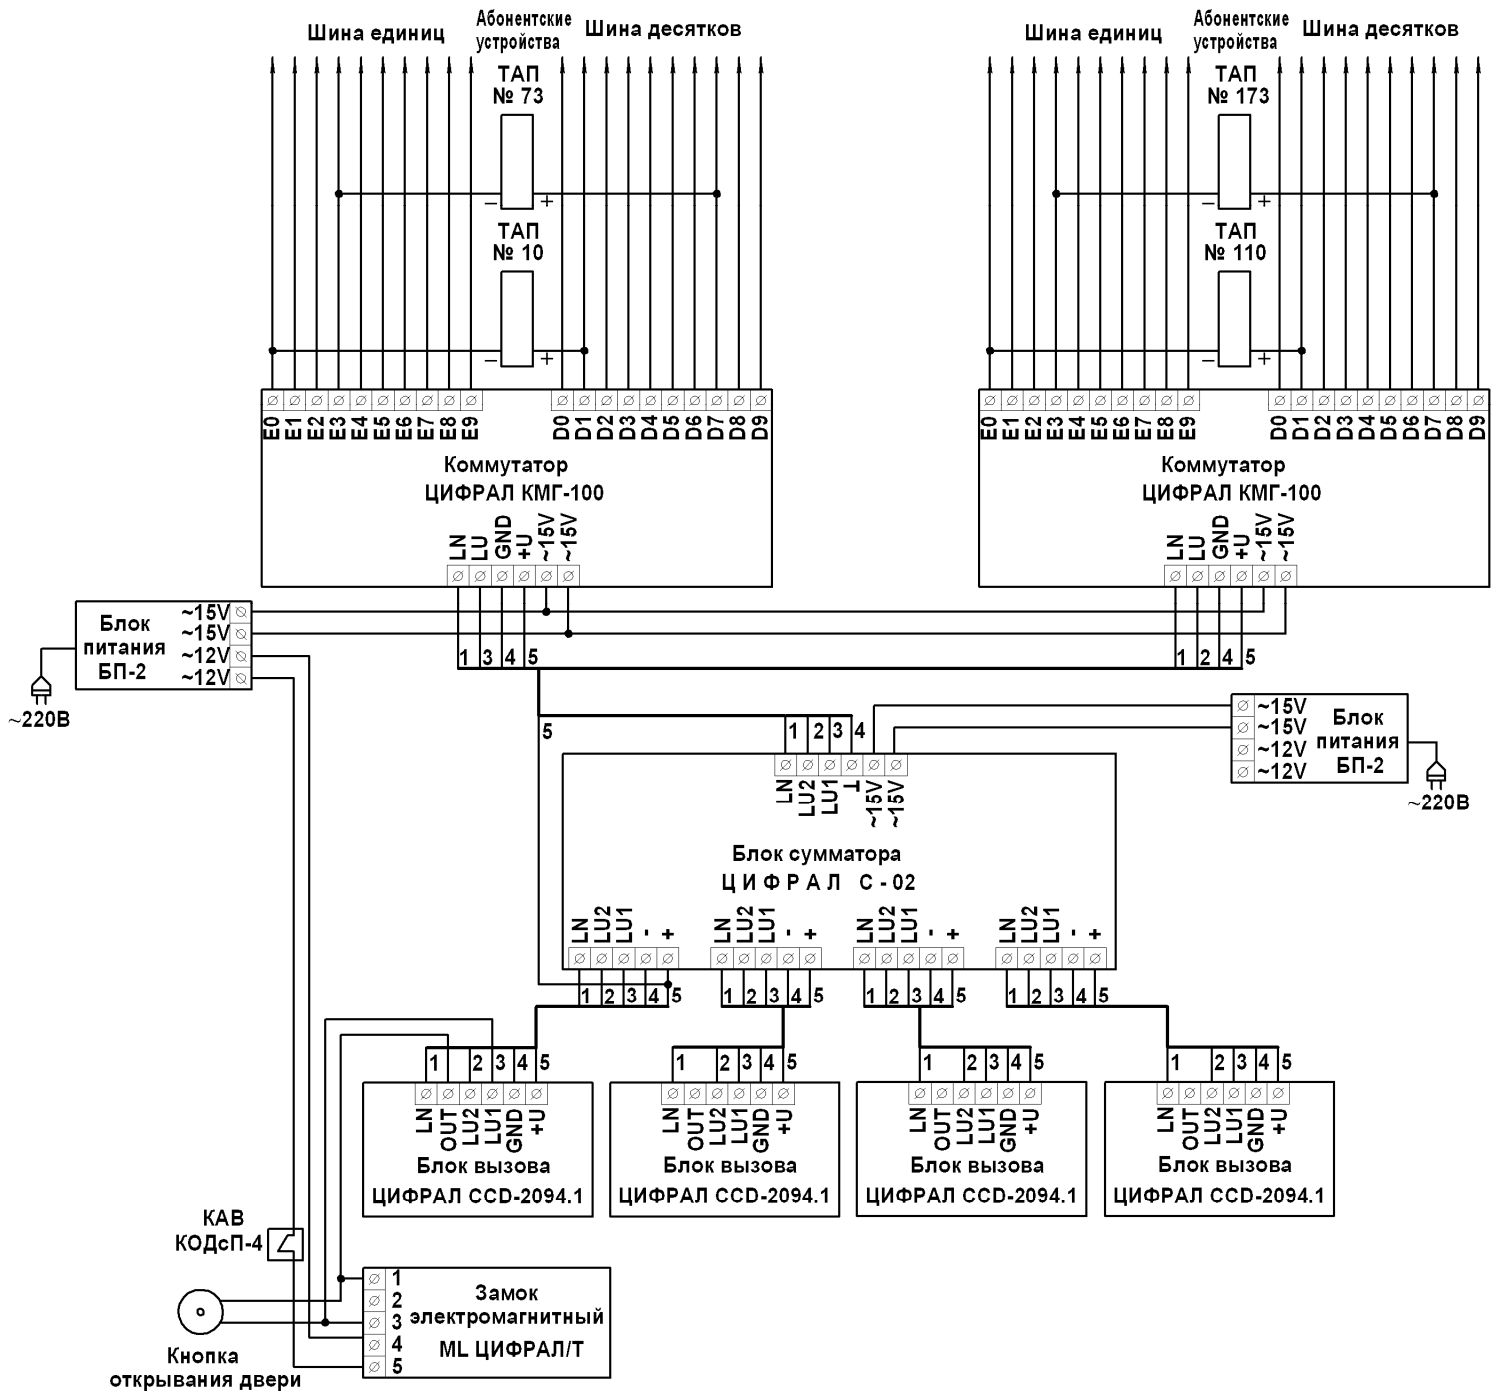 Шина единиц
Абонентские
устройства
Шина десятков
ТАП
№ 73
ТАП
№ 10
E0 E1 E2 E3 E4 E5 E6 E7 E8 E9
D0 D1 D2 D3 D4 D5 D6 D7 D8 D9
Коммутатор
ЦИФРАЛ КМГ-100
LN LU GND +U ~15V ~15V
1 3 4 5
Шина единиц
Абонентские
устройства
Шина десятков
ТАП
№ 173
ТАП
№ 110
E0 E1 E2 E3 E4 E5 E6 E7 E8 E9
D0 D1 D2 D3 D4 D5 D6 D7 D8 D9
Коммутатор
ЦИФРАЛ КМГ-100
LN LU GND +U ~15V ~15V
1 2 4 5
Блок
питания
БП-2
~15V
~15V
~12V
~12V
~220В
5
1 2 3 4
~15V
~15V
~12V
~12V
Блок
питания
БП-2
~220В
LN LU2 LU1 ⊥ ~15V ~15V
Блок сумматора
ЦИФРАЛ С-02
LN LU2 LU1 - +
LN LU2 LU1 - +
LN LU2 LU1 - +
LN LU2 LU1 - +
1 2 3 4 5
1 2 3 4 5
1 2 3 4 5
1 2 3 4 5
1 2 3 4 5
1 2 3 4 5
1 2 3 4 5
1 2 3 4 5
LN OUT LU2 LU1 GND +U
Блок вызова
ЦИФРАЛ CCD-2094.1
LN OUT LU2 LU1 GND +U
Блок вызова
ЦИФРАЛ CCD-2094.1
LN OUT LU2 LU1 GND +U
Блок вызова
ЦИФРАЛ CCD-2094.1
LN OUT LU2 LU1 GND +U
Блок вызова
ЦИФРАЛ CCD-2094.1
КАВ
КОДсП-4
Кнопка
открывания двери
1
2
3
4
5
Замок
электромагнитный
ML ЦИФРАЛ/Т